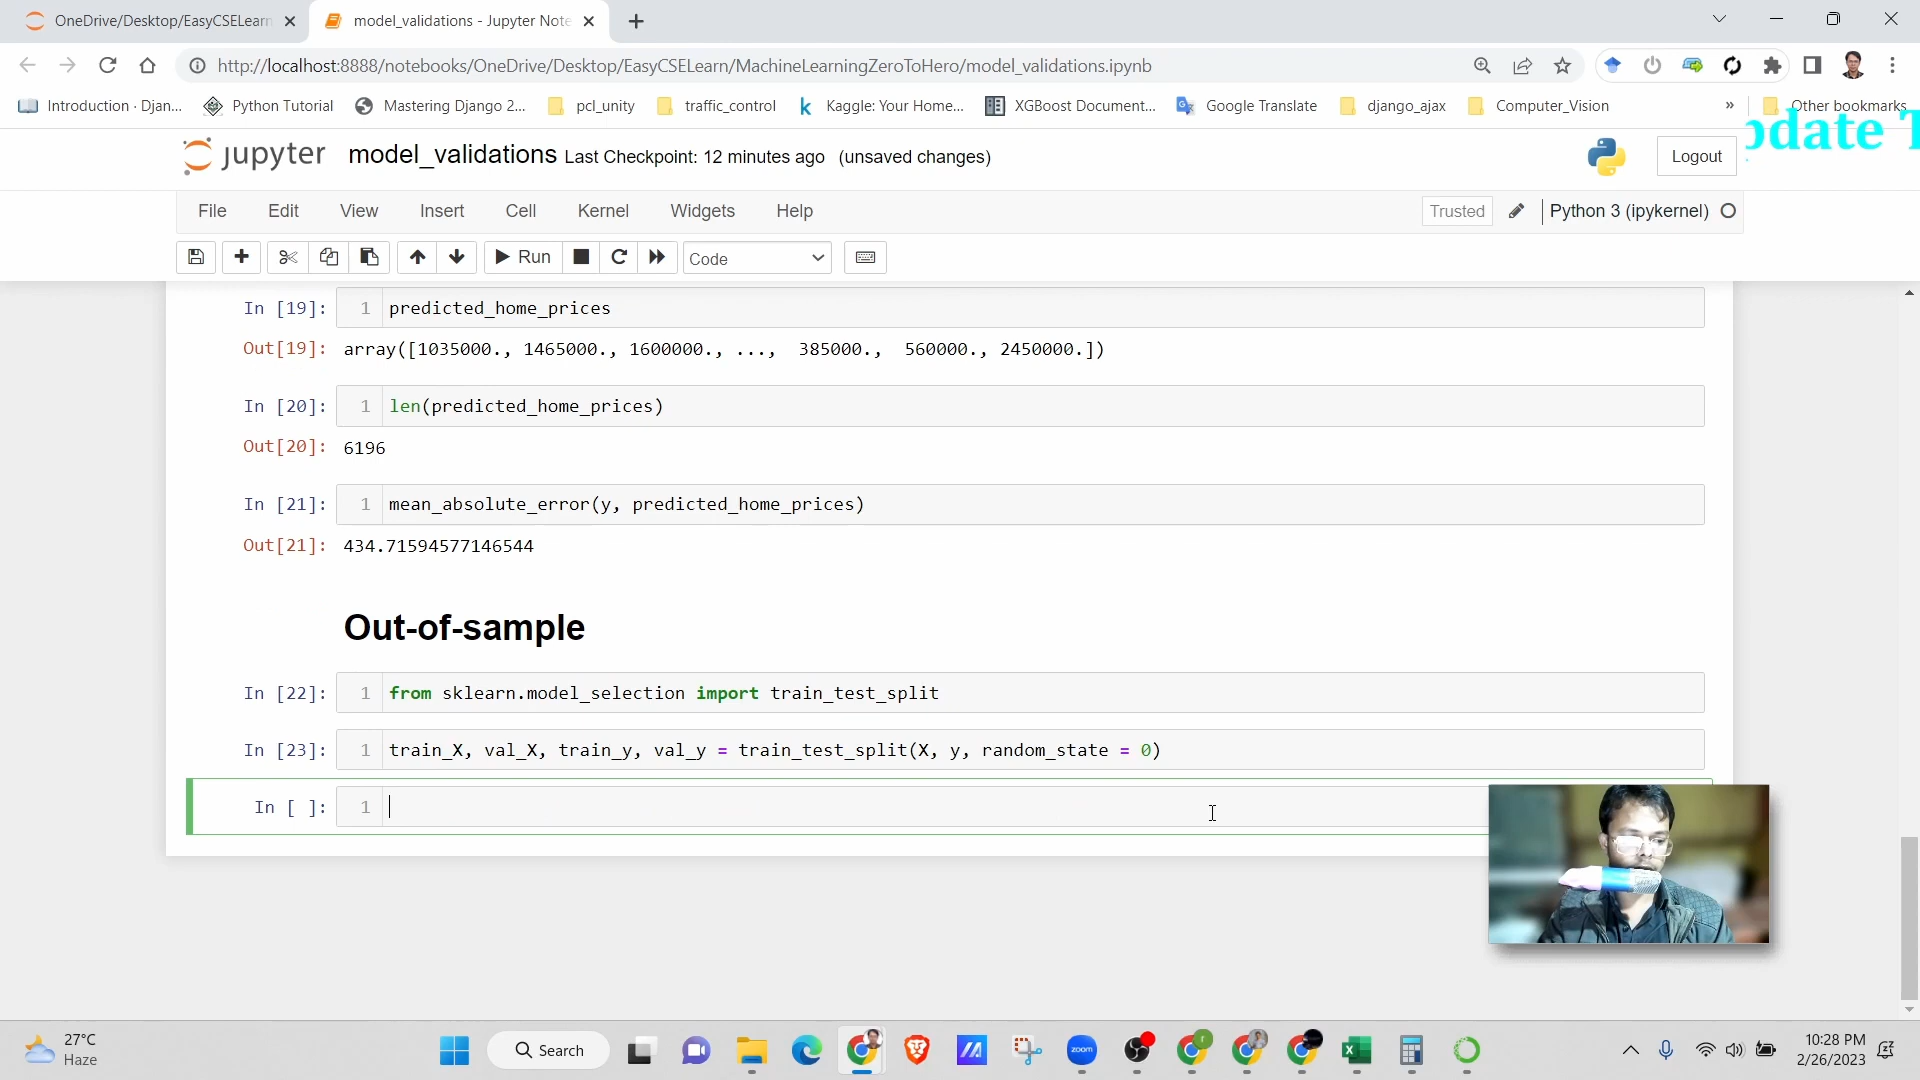 OneDrive/Desktop/EasyCSELearn
model_validations - Jupyter Note
http://localhost:8888/notebooks/OneDrive/Desktop/EasyCSELearn/MachineLearningZeroToHero/model_validations.ipynb
Introduction · Djan... Python Tutorial Mastering Django 2... pcl_unity traffic_control Kaggle: Your Home... XGBoost Document... Google Translate django_ajax Computer_Vision » Other bookmarks
pdate T
jupyter model_validations Last Checkpoint: 12 minutes ago (unsaved changes) Logout
File Edit View Insert Cell Kernel Widgets Help Trusted Python 3 (ipykernel)
Run Code
In [19]: 1 predicted_home_prices
Out[19]: array([1035000., 1465000., 1600000., ..., 385000., 560000., 2450000.])
In [20]: 1 len(predicted_home_prices)
Out[20]: 6196
In [21]: 1 mean_absolute_error(y, predicted_home_prices)
Out[21]: 434.71594577146544
Out-of-sample
In [22]: 1 from sklearn.model_selection import train_test_split
In [23]: 1 train_X, val_X, train_y, val_y = train_test_split(X, y, random_state = 0)
In [ ]: 1
27°C
Haze
Search
zoom
10:28 PM
2/26/2023